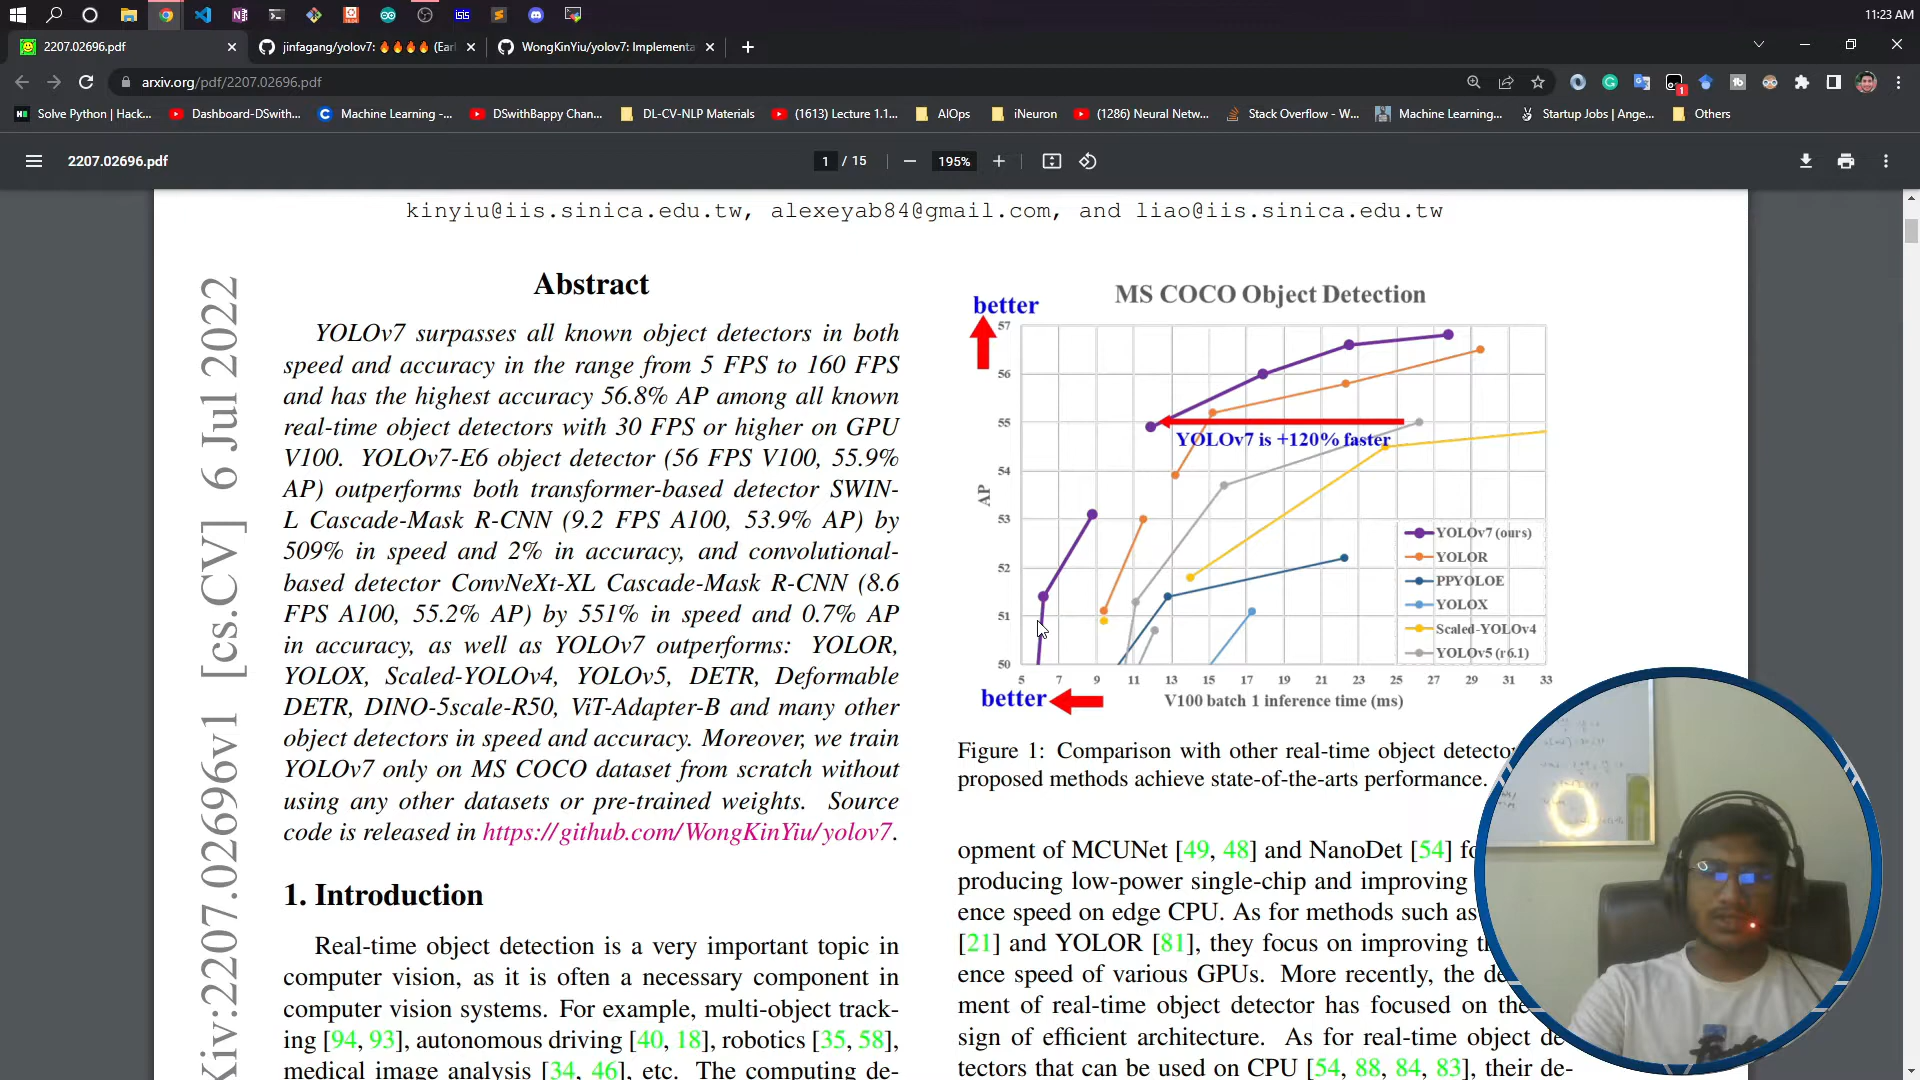 11:23 AM
2207.02696.pdf
jinfagang/yolov7: 🔥🔥🔥🔥 (Earl
WongKinYiu/yolov7: Implementa
arxiv.org/pdf/2207.02696.pdf
1
Solve Python | Hack...
Dashboard-DSwith...
Machine Learning -...
DSwithBappy Chan...
DL-CV-NLP Materials
(1613) Lecture 1.1...
AIOps
iNeuron
(1286) Neural Netw...
Stack Overflow - W...
Machine Learning...
Startup Jobs | Ange...
Others
2207.02696.pdf
1 / 15
195%
kinyiu@iis.sinica.edu.tw, alexeyab84@gmail.com, and liao@iis.sinica.edu.tw
Xiv:2207.02696v1 [cs.CV] 6 Jul 2022
Abstract
YOLOv7 surpasses all known object detectors in both
speed and accuracy in the range from 5 FPS to 160 FPS
and has the highest accuracy 56.8% AP among all known
real-time object detectors with 30 FPS or higher on GPU
V100. YOLOv7-E6 object detector (56 FPS V100, 55.9%
AP) outperforms both transformer-based detector SWIN-
L Cascade-Mask R-CNN (9.2 FPS A100, 53.9% AP) by
509% in speed and 2% in accuracy, and convolutional-
based detector ConvNeXt-XL Cascade-Mask R-CNN (8.6
FPS A100, 55.2% AP) by 551% in speed and 0.7% AP
in accuracy, as well as YOLOv7 outperforms: YOLOR,
YOLOX, Scaled-YOLOv4, YOLOv5, DETR, Deformable
DETR, DINO-5scale-R50, ViT-Adapter-B and many other
object detectors in speed and accuracy. Moreover, we train
YOLOv7 only on MS COCO dataset from scratch without
using any other datasets or pre-trained weights. Source
code is released in https://github.com/WongKinYiu/yolov7.
1. Introduction
Real-time object detection is a very important topic in
computer vision, as it is often a necessary component in
computer vision systems. For example, multi-object track-
ing [94, 93], autonomous driving [40, 18], robotics [35, 58],
medical image analysis [34, 46], etc. The computing de-
MS COCO Object Detection
better
57
56
55
54
53
52
51
50
AP
YOLOv7 is +120% faster
YOLOv7 (ours)
YOLOR
PPYOLOE
YOLOX
Scaled-YOLOv4
YOLOv5 (r6.1)
5 7 9 11 13 15 17 19 21 23 25 27 29 31 33
better
V100 batch 1 inference time (ms)
Figure 1: Comparison with other real-time object detector
proposed methods achieve state-of-the-arts performance.
opment of MCUNet [49, 48] and NanoDet [54] fo
producing low-power single-chip and improving
ence speed on edge CPU. As for methods such as
[21] and YOLOR [81], they focus on improving th
ence speed of various GPUs. More recently, the de
ment of real-time object detector has focused on the
sign of efficient architecture. As for real-time object de-
tectors that can be used on CPU [54, 88, 84, 83], their de-